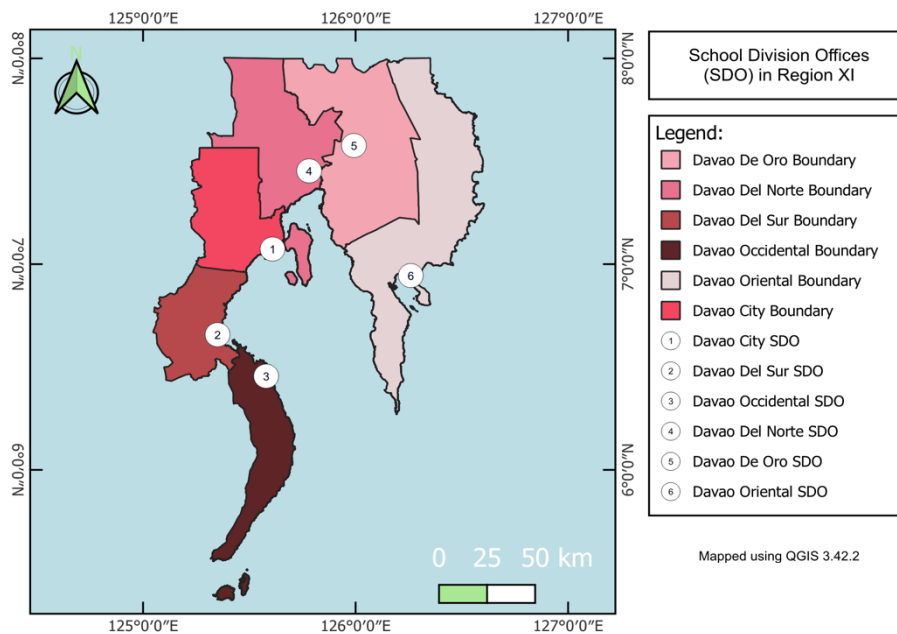 125°0′0″E 126°0′0″E 127°0′0″E
8°0′0″N 8°0′0″N
N
7°0′0″N 7°0′0″N
6°0′0″N 6°0′0″N
5
4
1
6
2
3
0 25 50 km
125°0′0″E 126°0′0″E 127°0′0″E
School Division Offices
(SDO) in Region XI
Legend:
Davao De Oro Boundary
Davao Del Norte Boundary
Davao Del Sur Boundary
Davao Occidental Boundary
Davao Oriental Boundary
Davao City Boundary
1 Davao City SDO
2 Davao Del Sur SDO
3 Davao Occidental SDO
4 Davao Del Norte SDO
5 Davao De Oro SDO
6 Davao Oriental SDO
Mapped using QGIS 3.42.2